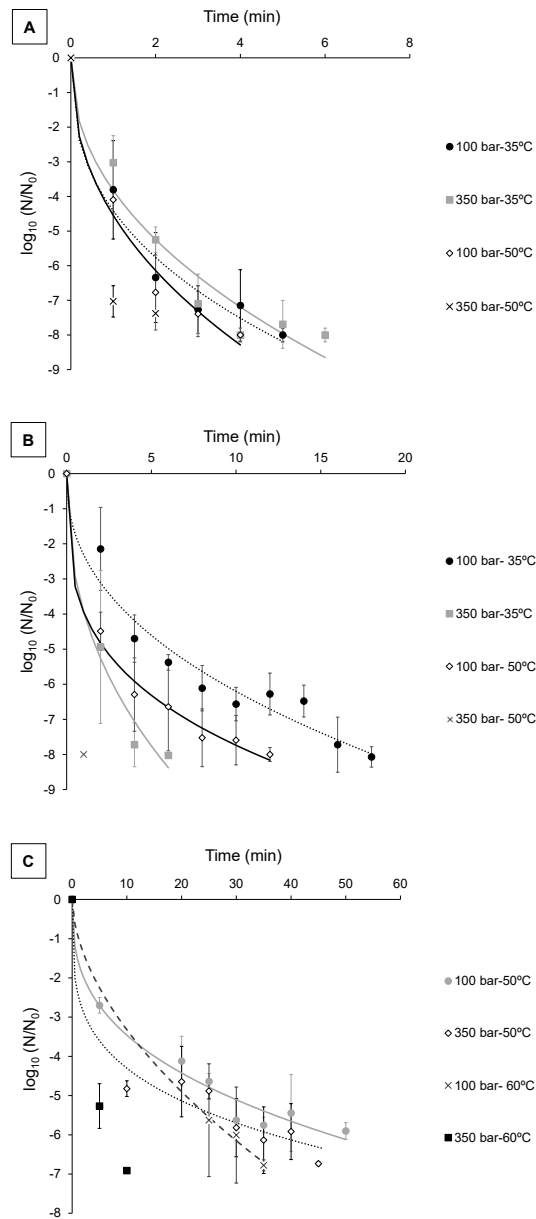 A
Time (min)
0 2 4 6 8
0
-1
-2
-3
-4
-5
-6
-7
-8
-9
log10 (N/N0)
100 bar-35ºC
350 bar-35ºC
100 bar-50ºC
350 bar-50ºC
B
Time (min)
0 5 10 15 20
0
-1
-2
-3
-4
-5
-6
-7
-8
-9
log10 (N/N0)
100 bar- 35ºC
350 bar-35ºC
100 bar- 50ºC
350 bar- 50ºC
C
Time (min)
0 10 20 30 40 50 60
0
-1
-2
-3
-4
-5
-6
-7
-8
log10 (N/N0)
100 bar-50ºC
350 bar-50ºC
100 bar- 60ºC
350 bar-60ºC